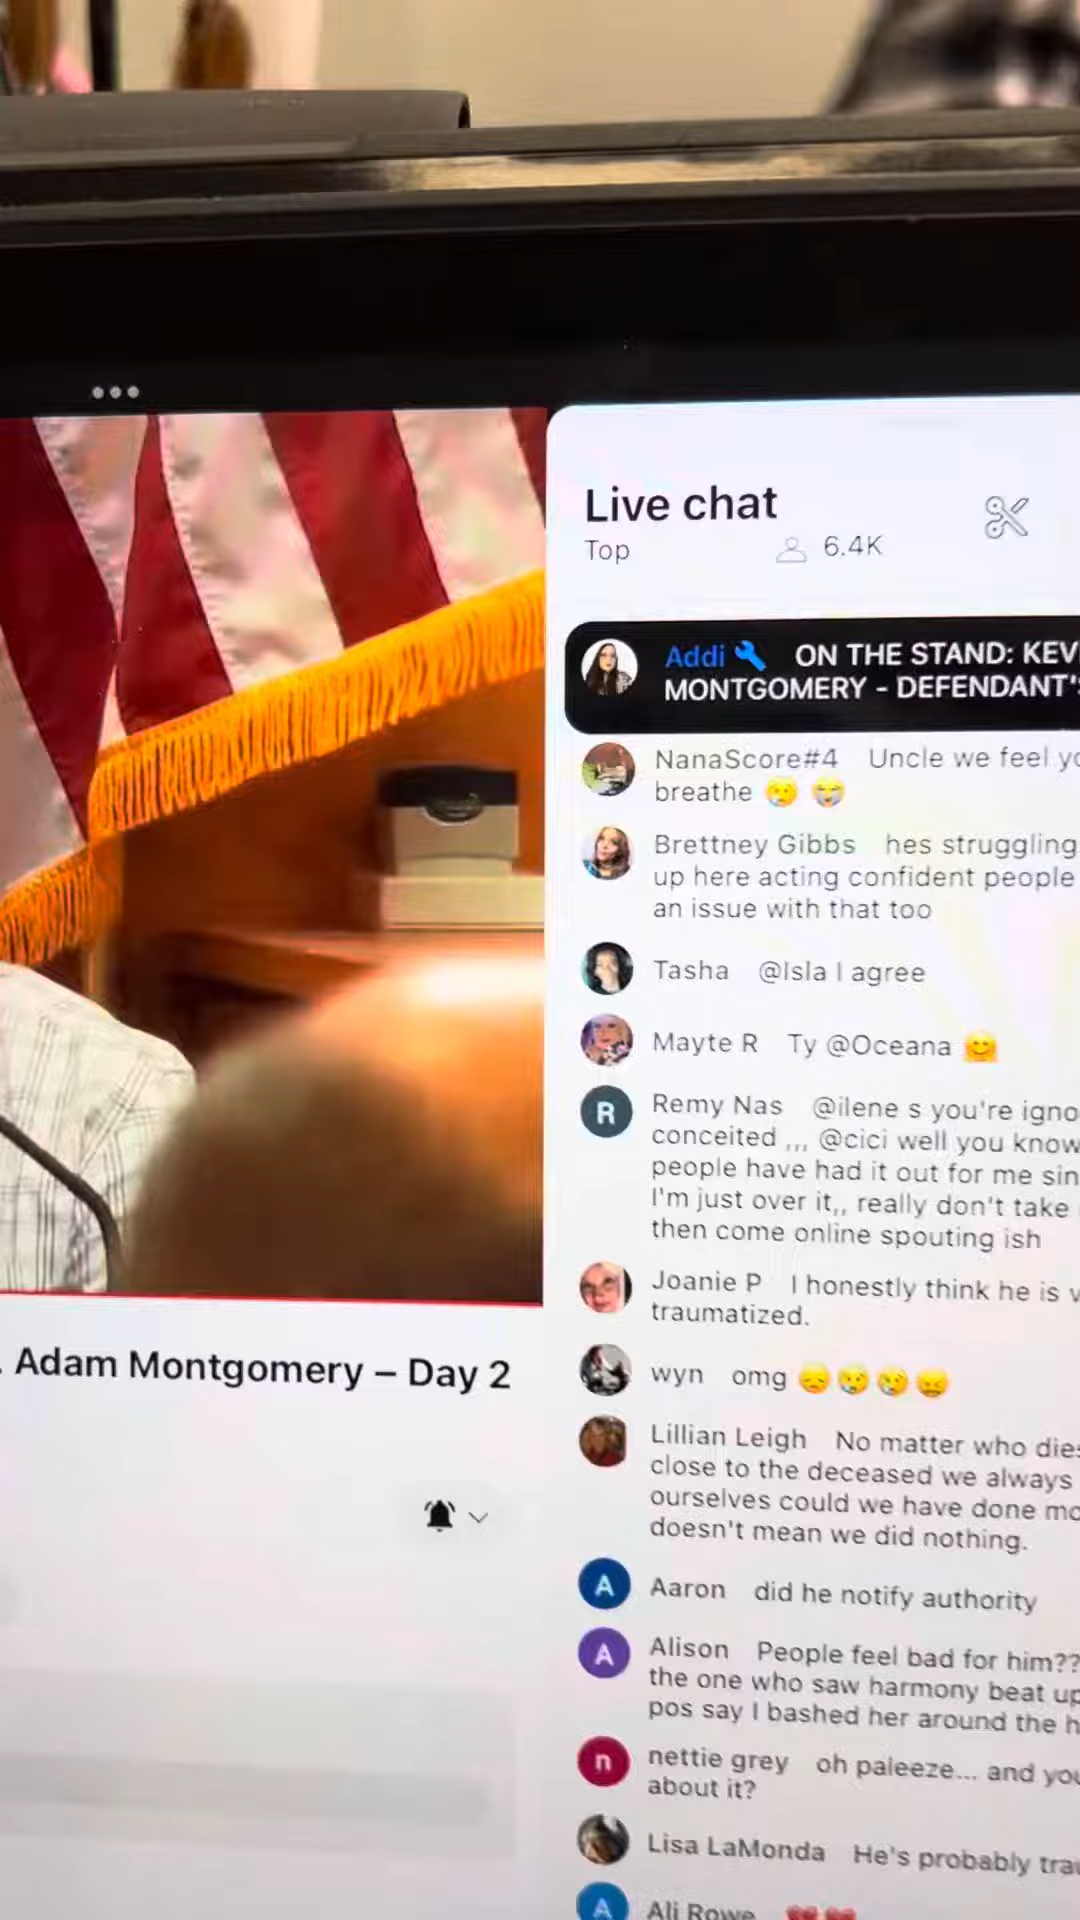 Live chat
Top 6.4K
Addi ON THE STAND: KEV
MONTGOMERY - DEFENDANT'S
NanaScore#4 Uncle we feel yo
breathe
Brettney Gibbs hes struggling
up here acting confident people
an issue with that too
Tasha @Isla I agree
Mayte R Ty @Oceana
R
Remy Nas @ilene s you're igno
conceited ,,, @cici well you know
people have had it out for me sin
I'm just over it,, really don't take
then come online spouting ish
Joanie P I honestly think he is v
traumatized.
. Adam Montgomery – Day 2
wyn omg
Lillian Leigh No matter who dies
close to the deceased we always
ourselves could we have done mo
doesn't mean we did nothing.
A
Aaron did he notify authority
A
Alison People feel bad for him??
the one who saw harmony beat up
pos say I bashed her around the h
n
nettie grey oh paleeze... and you
about it?
Lisa LaMonda He's probably trau
A
Ali Rowe